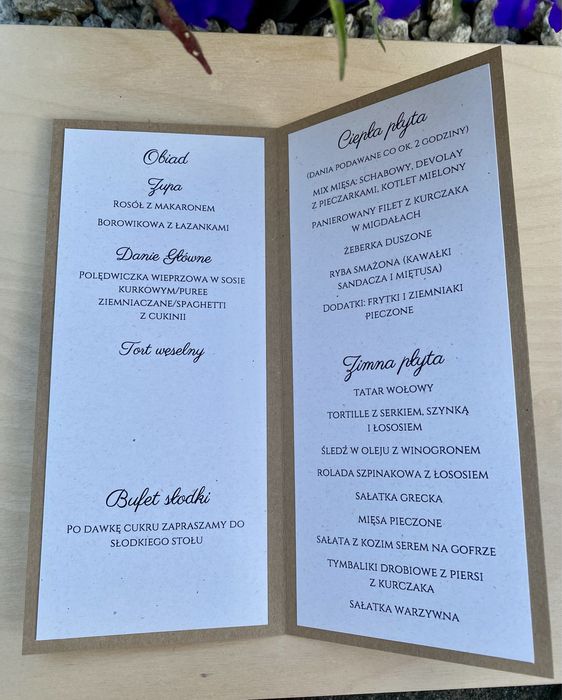 Obiad
Zupa
Rosół z makaronem
Borowikowa z łazankami
Danie Główne
Polędwiczka wieprzowa w sosie
kurkowym/puree
ziemniaczane/spaghetti
z cukinii
Tort weselny
Bufet słodki
Po dawkę cukru zapraszamy do
słodkiego stołu
Ciepła płyta
(dania podawane co ok. 2 godziny)
mix mięsa: schabowy, devolay
z pieczarkami, kotlet mielony
panierowany filet z kurczaka
w migdałach
żeberka duszone
ryba smażona (kawałki
sandacza i miętusa)
Dodatki: frytki i ziemniaki
pieczone
Zimna płyta
tatar wołowy
tortille z serkiem, szynką
i łososiem
śledź w oleju z winogronem
rolada szpinakowa z łososiem
sałatka grecka
mięsa pieczone
sałata z kozim serem na gofrze
tymbaliki drobiowe z piersi
z kurczaka
sałatka warzywna